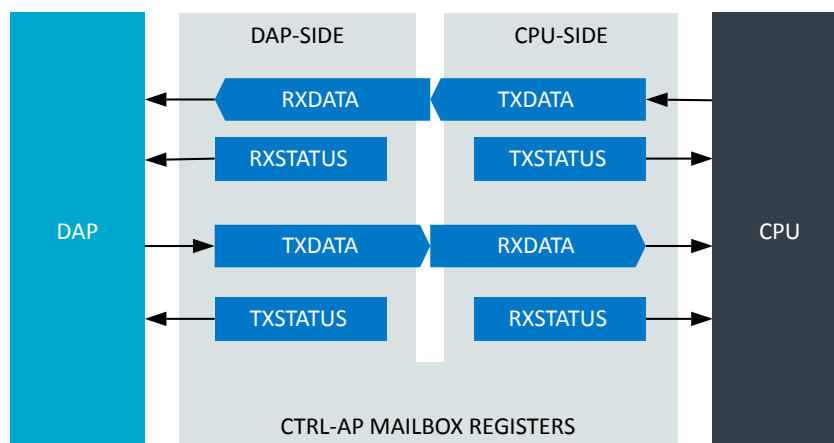 DAP-SIDE CPU-SIDE
RXDATA TXDATA
RXSTATUS TXSTATUS
DAP CPU
TXDATA RXDATA
TXSTATUS RXSTATUS
CTRL-AP MAILBOX REGISTERS